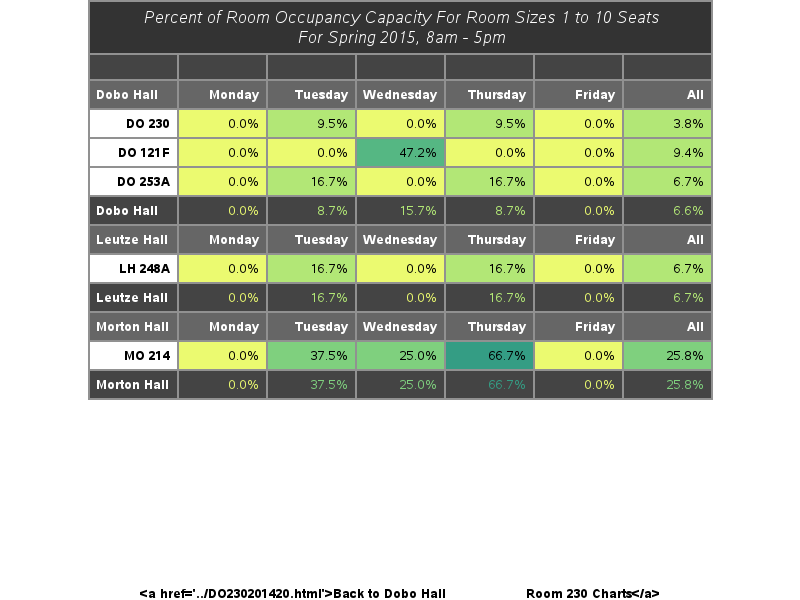 Percent of Room Occupancy Capacity For Room Sizes 1 to 10 Seats
For Spring 2015, 8am - 5pm
Dobo Hall Monday Tuesday Wednesday Thursday Friday All
DO 230 0.0% 9.5% 0.0% 9.5% 0.0% 3.8%
DO 121F 0.0% 0.0% 47.2% 0.0% 0.0% 9.4%
DO 253A 0.0% 16.7% 0.0% 16.7% 0.0% 6.7%
Dobo Hall 0.0% 8.7% 15.7% 8.7% 0.0% 6.6%
Leutze Hall Monday Tuesday Wednesday Thursday Friday All
LH 248A 0.0% 16.7% 0.0% 16.7% 0.0% 6.7%
Leutze Hall 0.0% 16.7% 0.0% 16.7% 0.0% 6.7%
Morton Hall Monday Tuesday Wednesday Thursday Friday All
MO 214 0.0% 37.5% 25.0% 66.7% 0.0% 25.8%
Morton Hall 0.0% 37.5% 25.0% 66.7% 0.0% 25.8%
<a href='../DO230201420.html'>Back to Dobo Hall Room 230 Charts</a>